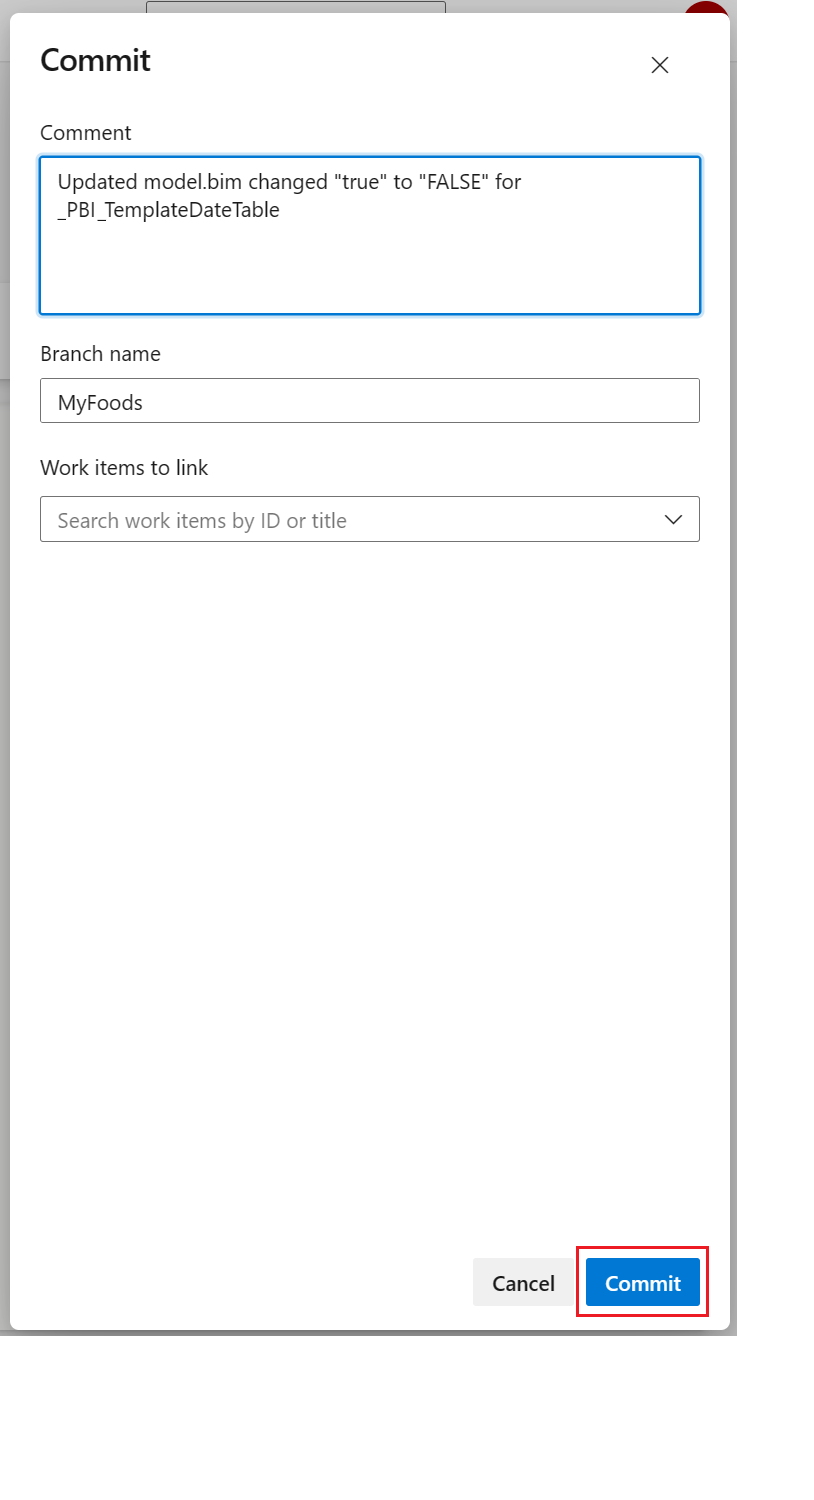 Commit
Comment
Updated model.bim changed "true" to "FALSE" for
_PBI_TemplateDateTable
Branch name
MyFoods
Work items to link
Search work items by ID or title
Cancel
Commit